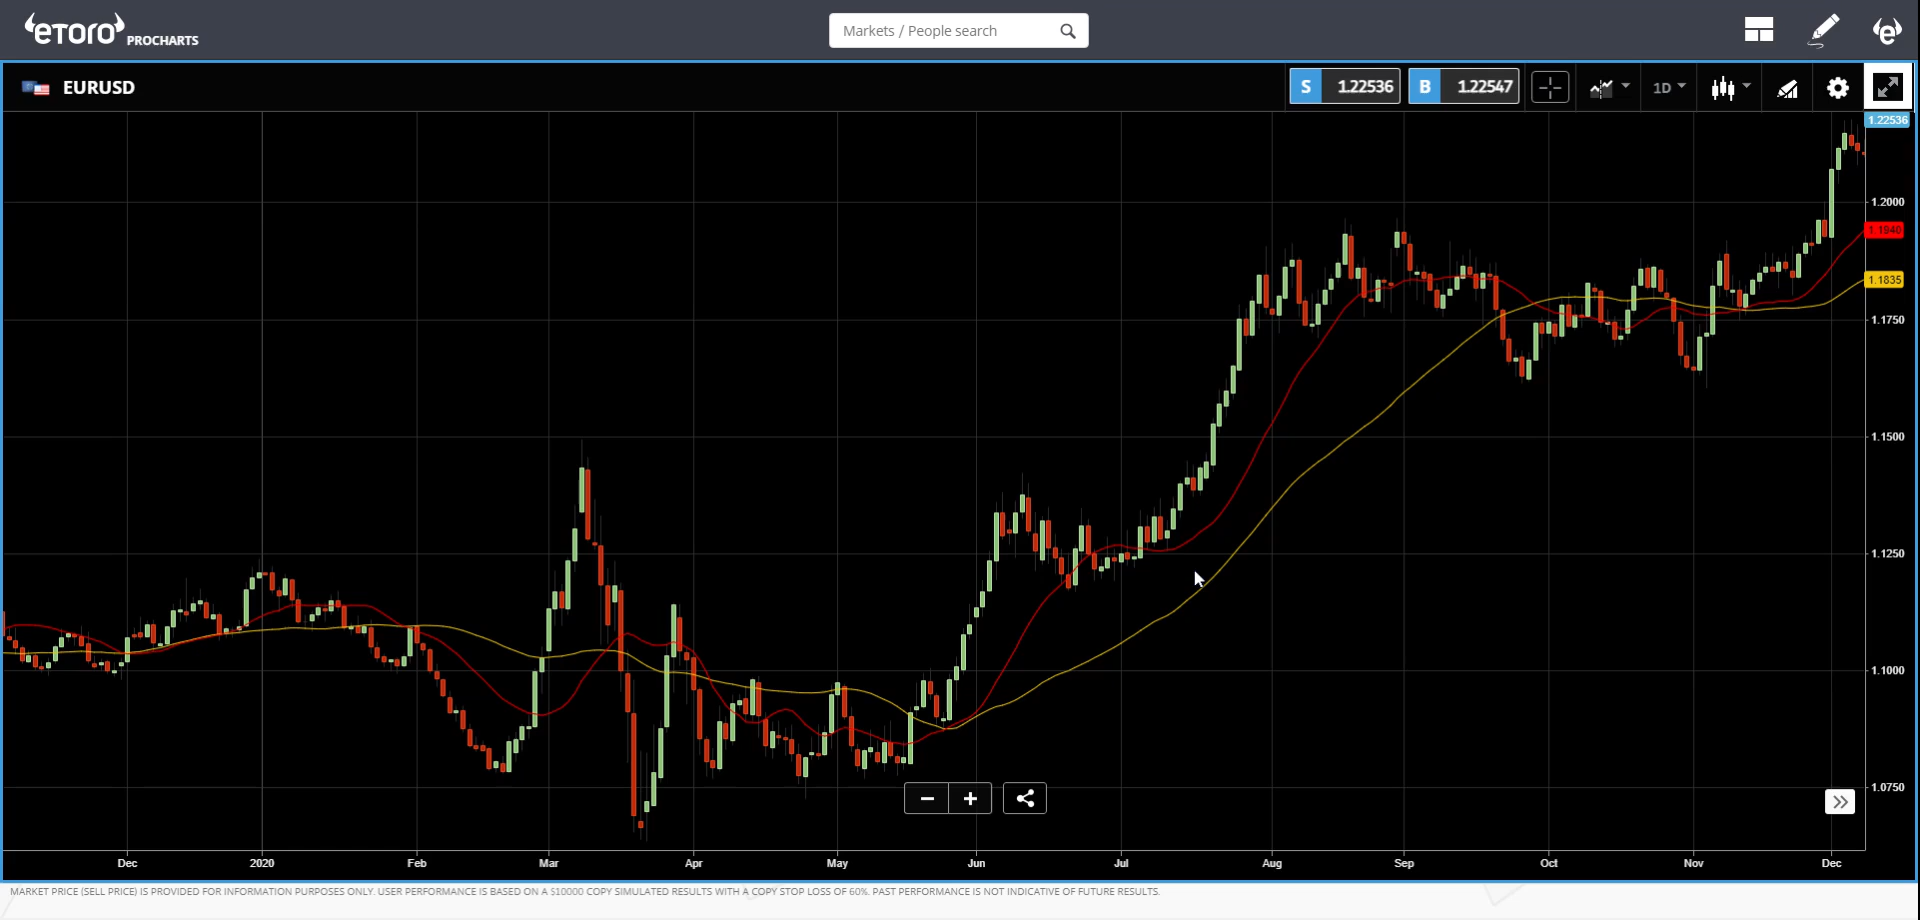 eToro PROCHARTS
Markets / People search
EURUSD
S 1.22536
B 1.22547
1D
1.22536
1.2000
1.1940
1.1835
1.1750
1.1500
1.1250
1.1000
1.0750
Dec 2020 Feb Mar Apr May Jun Jul Aug Sep Oct Nov Dec
MARKET PRICE (SELL PRICE) IS PROVIDED FOR INFORMATION PURPOSES ONLY. USER PERFORMANCE IS BASED ON A $10000 COPY SIMULATED RESULTS WITH A COPY STOP LOSS OF 60%. PAST PERFORMANCE IS NOT INDICATIVE OF FUTURE RESULTS.